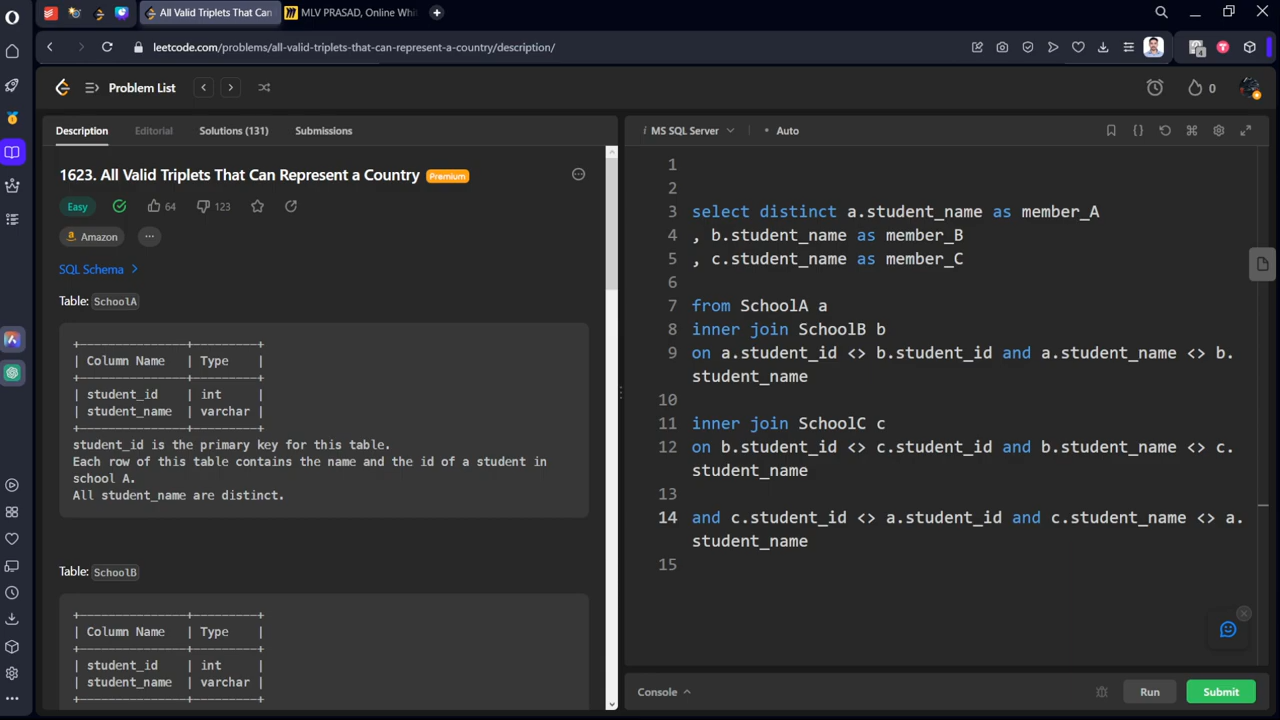 All Valid Triplets That Can
MLV PRASAD, Online Whi
leetcode.com/problems/all-valid-triplets-that-can-represent-a-country/description/
4
Problem List
0
Description
Editorial
Solutions (131)
Submissions
1623. All Valid Triplets That Can Represent a Country
Premium
Easy
64
123
Amazon
SQL Schema
Table: SchoolA
+---------------+---------+
| Column Name | Type |
+---------------+---------+
| student_id | int |
| student_name | varchar |
+---------------+---------+
student_id is the primary key for this table.
Each row of this table contains the name and the id of a student in
school A.
All student_name are distinct.
Table: SchoolB
+---------------+---------+
| Column Name | Type |
+---------------+---------+
| student_id | int |
| student_name | varchar |
+---------------+---------+
i MS SQL Server
• Auto
1
2
3 select distinct a.student_name as member_A
4 , b.student_name as member_B
5 , c.student_name as member_C
6
7 from SchoolA a
8 inner join SchoolB b
9 on a.student_id <> b.student_id and a.student_name <> b.
student_name
10
11 inner join SchoolC c
12 on b.student_id <> c.student_id and b.student_name <> c.
student_name
13
14 and c.student_id <> a.student_id and c.student_name <> a.
student_name
15
Console
Run
Submit